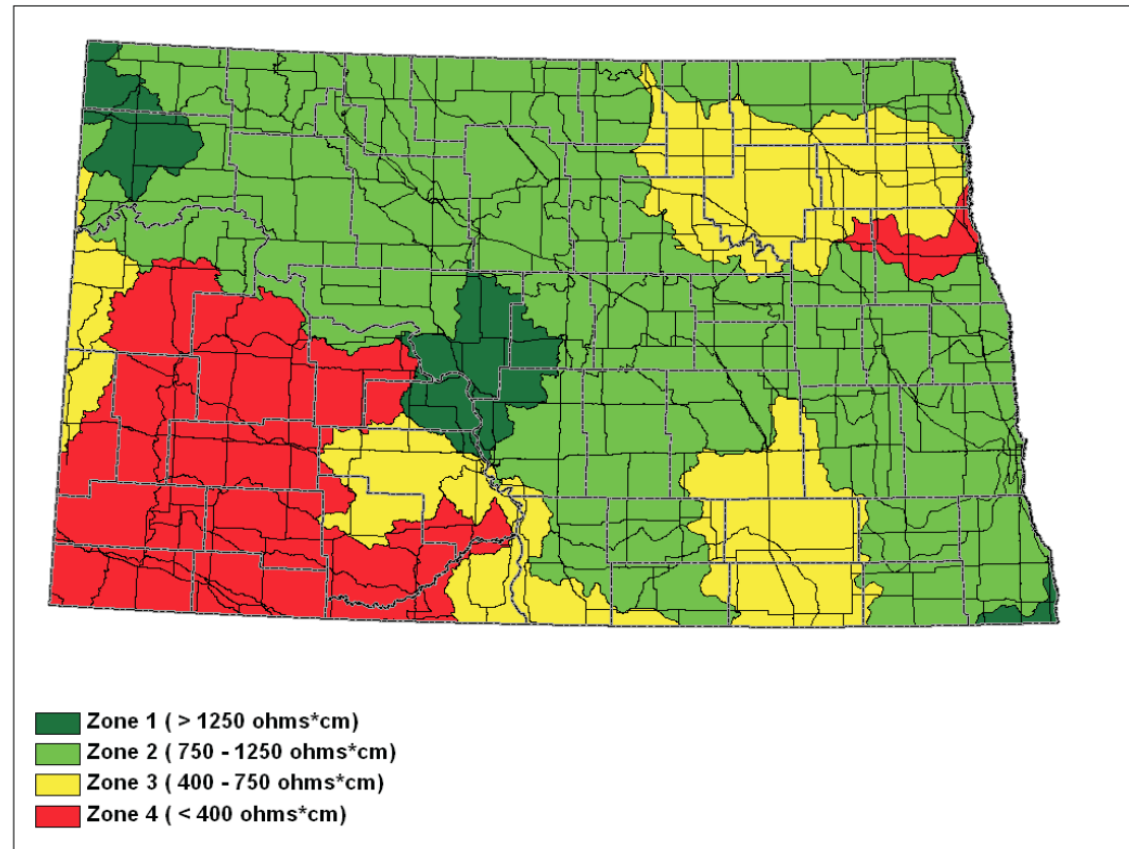 Zone 1 ( > 1250 ohms*cm)
Zone 2 ( 750 - 1250 ohms*cm)
Zone 3 ( 400 - 750 ohms*cm)
Zone 4 ( < 400 ohms*cm)